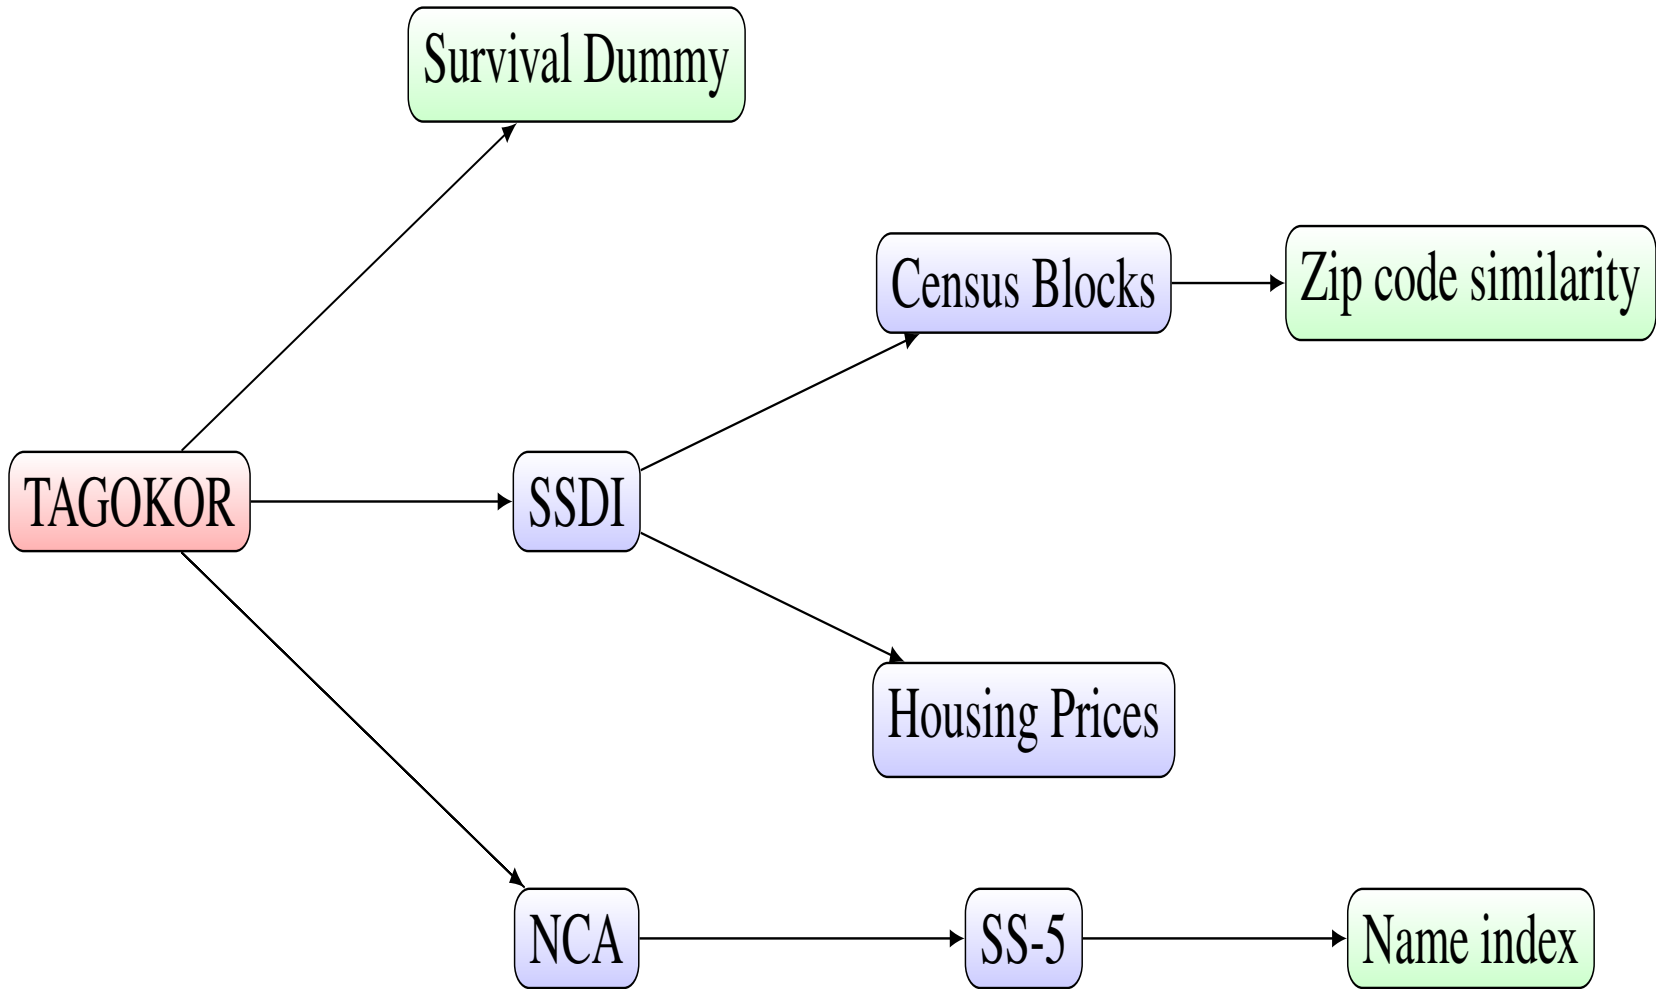 Survival Dummy
Census Blocks
Zip code similarity
TAGOKOR
SSDI
Housing Prices
NCA
SS-5
Name index